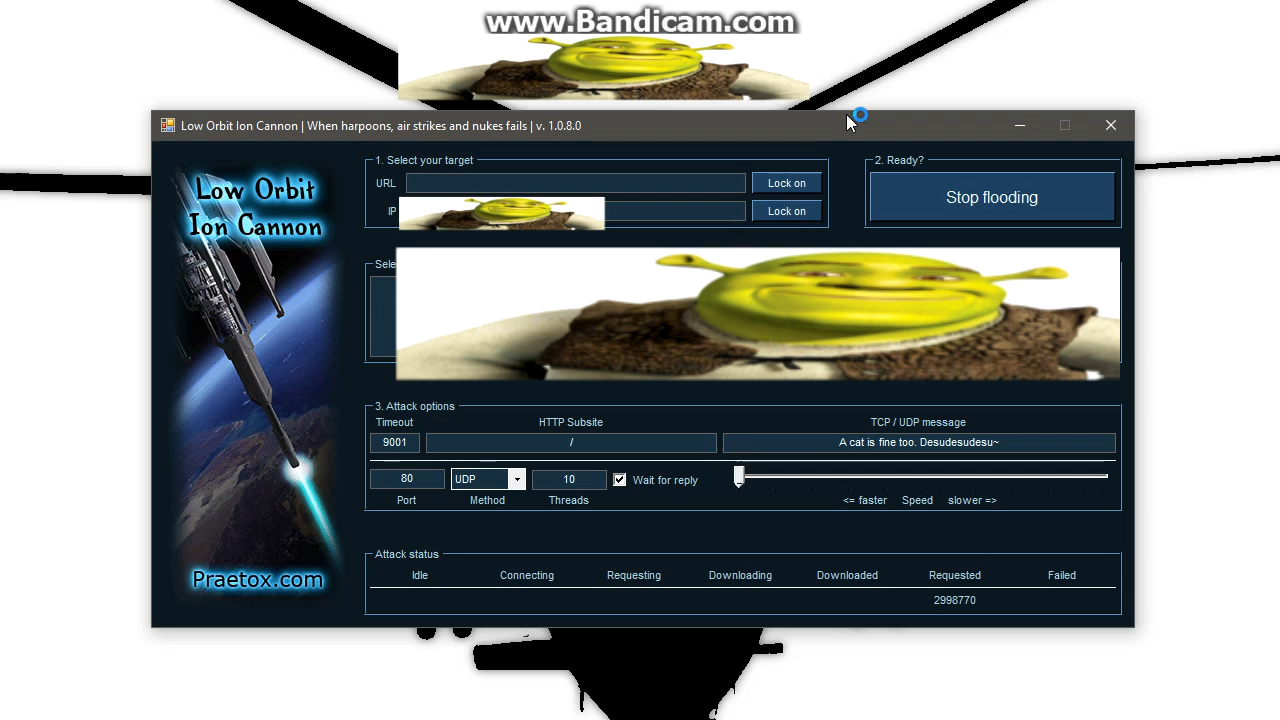 www.Bandicam.com
Low Orbit Ion Cannon | When harpoons, air strikes and nukes fails | v. 1.0.8.0
Low Orbit
Ion Cannon
Praetox.com
1. Select your target
URL
Lock on
IP
Lock on
2. Ready?
Stop flooding
Sele
3. Attack options
Timeout
HTTP Subsite
TCP / UDP message
9001
/
A cat is fine too. Desudesudesu~
80
UDP
10
Wait for reply
Port
Method
Threads
<= faster Speed slower =>
Attack status
Idle Connecting Requesting Downloading Downloaded Requested Failed
2998770